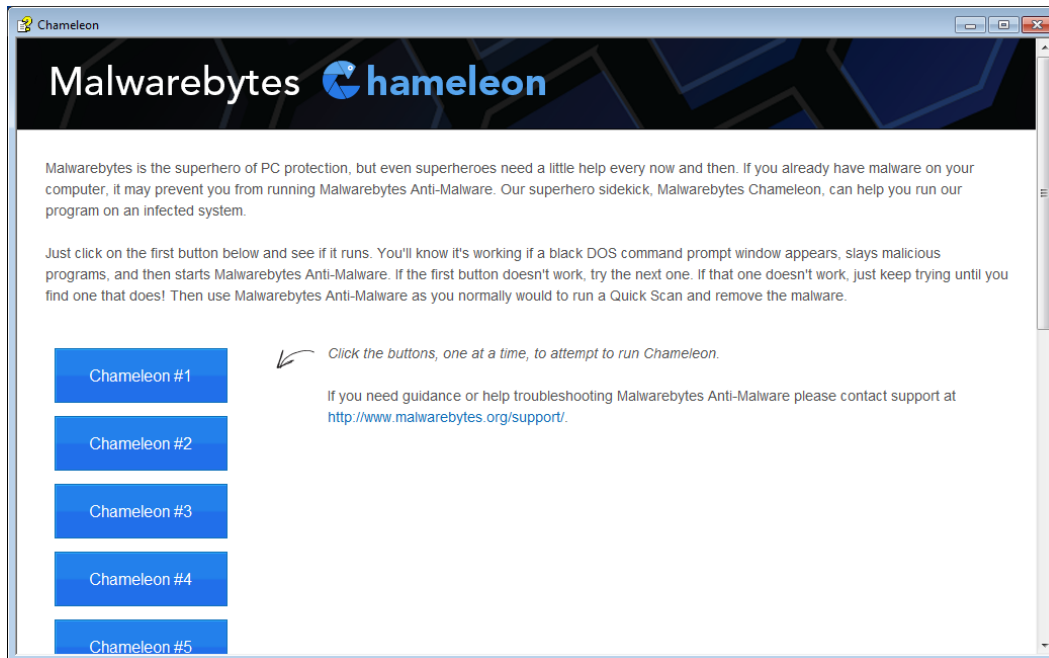 Chameleon
Malwarebytes Chameleon
Malwarebytes is the superhero of PC protection, but even superheroes need a little help every now and then. If you already have malware on your
computer, it may prevent you from running Malwarebytes Anti-Malware. Our superhero sidekick, Malwarebytes Chameleon, can help you run our
program on an infected system.
Just click on the first button below and see if it runs. You'll know it's working if a black DOS command prompt window appears, slays malicious
programs, and then starts Malwarebytes Anti-Malware. If the first button doesn't work, try the next one. If that one doesn't work, just keep trying until you
find one that does! Then use Malwarebytes Anti-Malware as you normally would to run a Quick Scan and remove the malware.
Click the buttons, one at a time, to attempt to run Chameleon.
If you need guidance or help troubleshooting Malwarebytes Anti-Malware please contact support at
http://www.malwarebytes.org/support/.
Chameleon #1
Chameleon #2
Chameleon #3
Chameleon #4
Chameleon #5